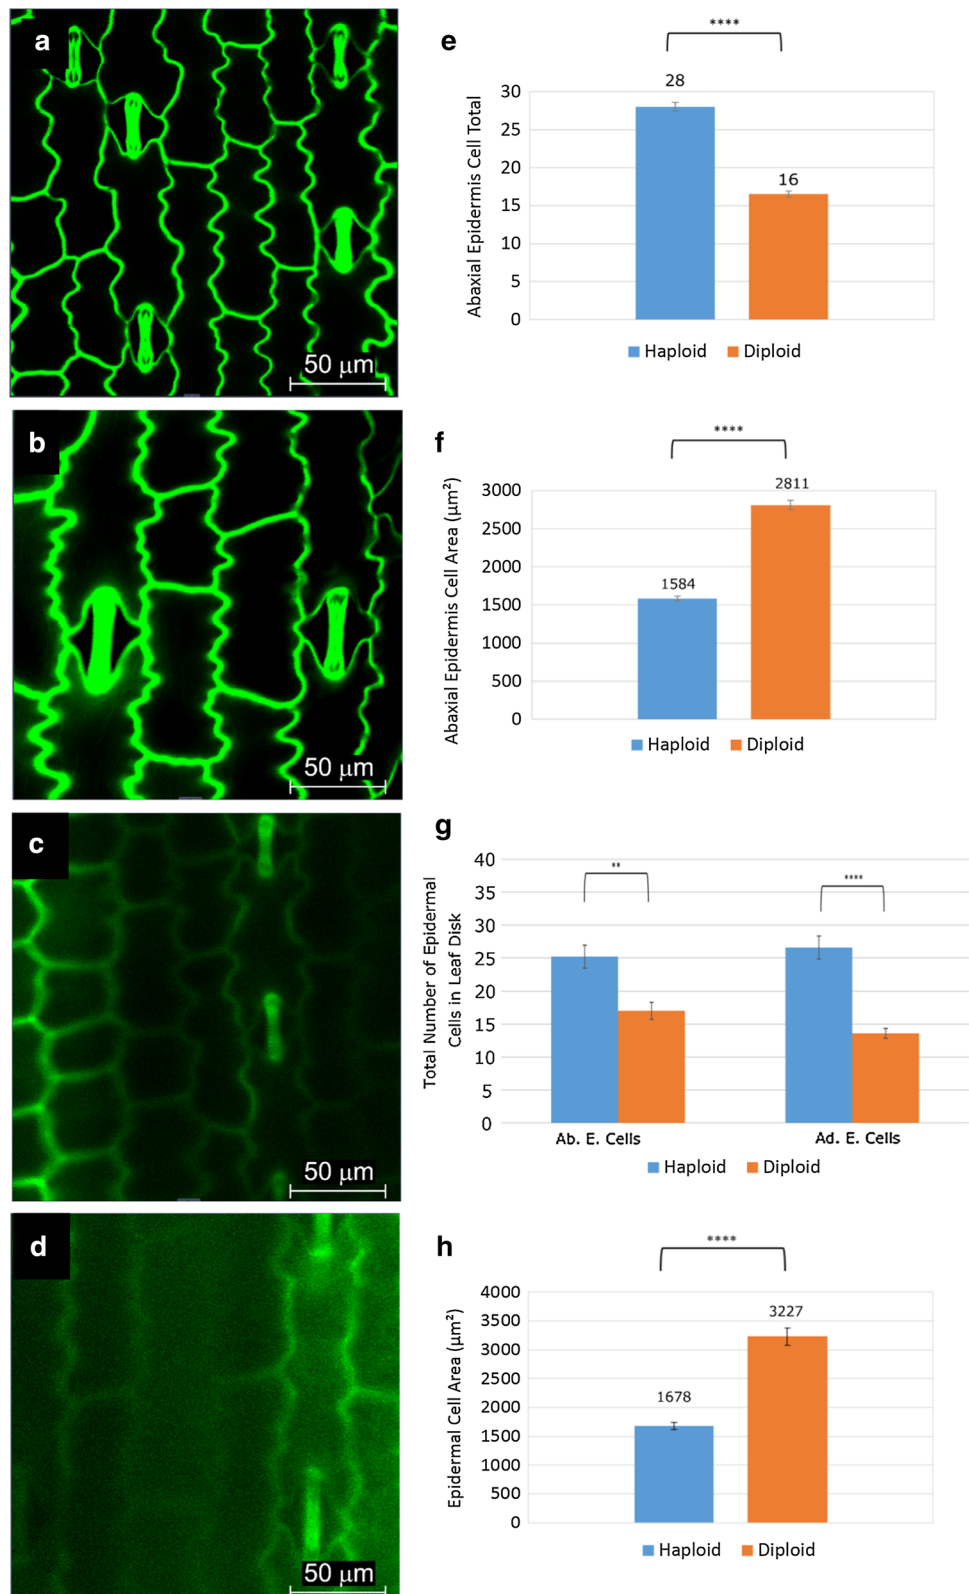 a
50 µm
b
50 µm
c
50 µm
d
50 µm
e
****
28
16
Abaxial Epidermis Cell Total
30
25
20
15
10
5
0
Haploid Diploid
f
****
2811
1584
Abaxial Epidermis Cell Area (µm²)
3000
2500
2000
1500
1000
500
0
Haploid Diploid
g
**
****
Total Number of Epidermal
Cells in Leaf Disk
40
35
30
25
20
15
10
5
0
Ab. E. Cells Ad. E. Cells
Haploid Diploid
h
****
3227
1678
Epidermal Cell Area (µm²)
4000
3500
3000
2500
2000
1500
1000
500
0
Haploid Diploid